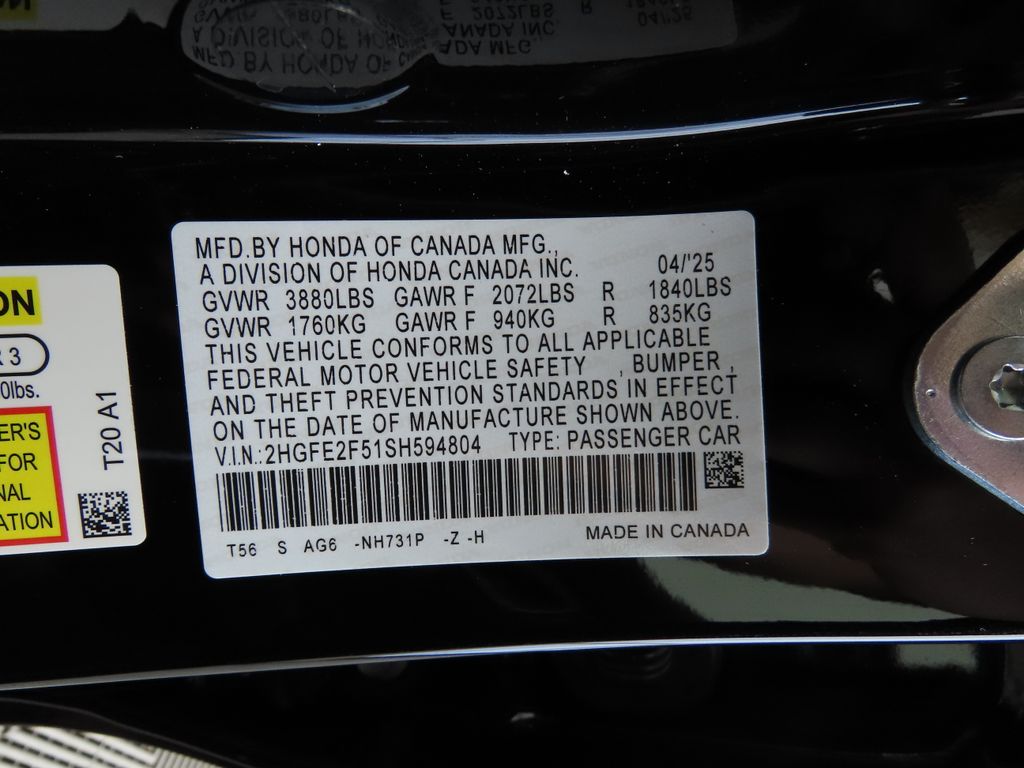 MFD.BY HONDA OF CANADA MFG.,
A DIVISION OF HONDA CANADA INC. 04/'25
GVWR 3880LBS GAWR F 2072LBS R 1840LBS
GVWR 1760KG GAWR F 940KG R 835KG
THIS VEHICLE CONFORMS TO ALL APPLICABLE
FEDERAL MOTOR VEHICLE SAFETY , BUMPER ,
AND THEFT PREVENTION STANDARDS IN EFFECT
ON THE DATE OF MANUFACTURE SHOWN ABOVE.
V.I.N.:2HGFE2F51SH594804 TYPE: PASSENGER CAR
T56 S AG6 -NH731P -Z -H MADE IN CANADA
ON
R 3
0lbs.
ER'S
FOR
NAL
ATION
T20 A1